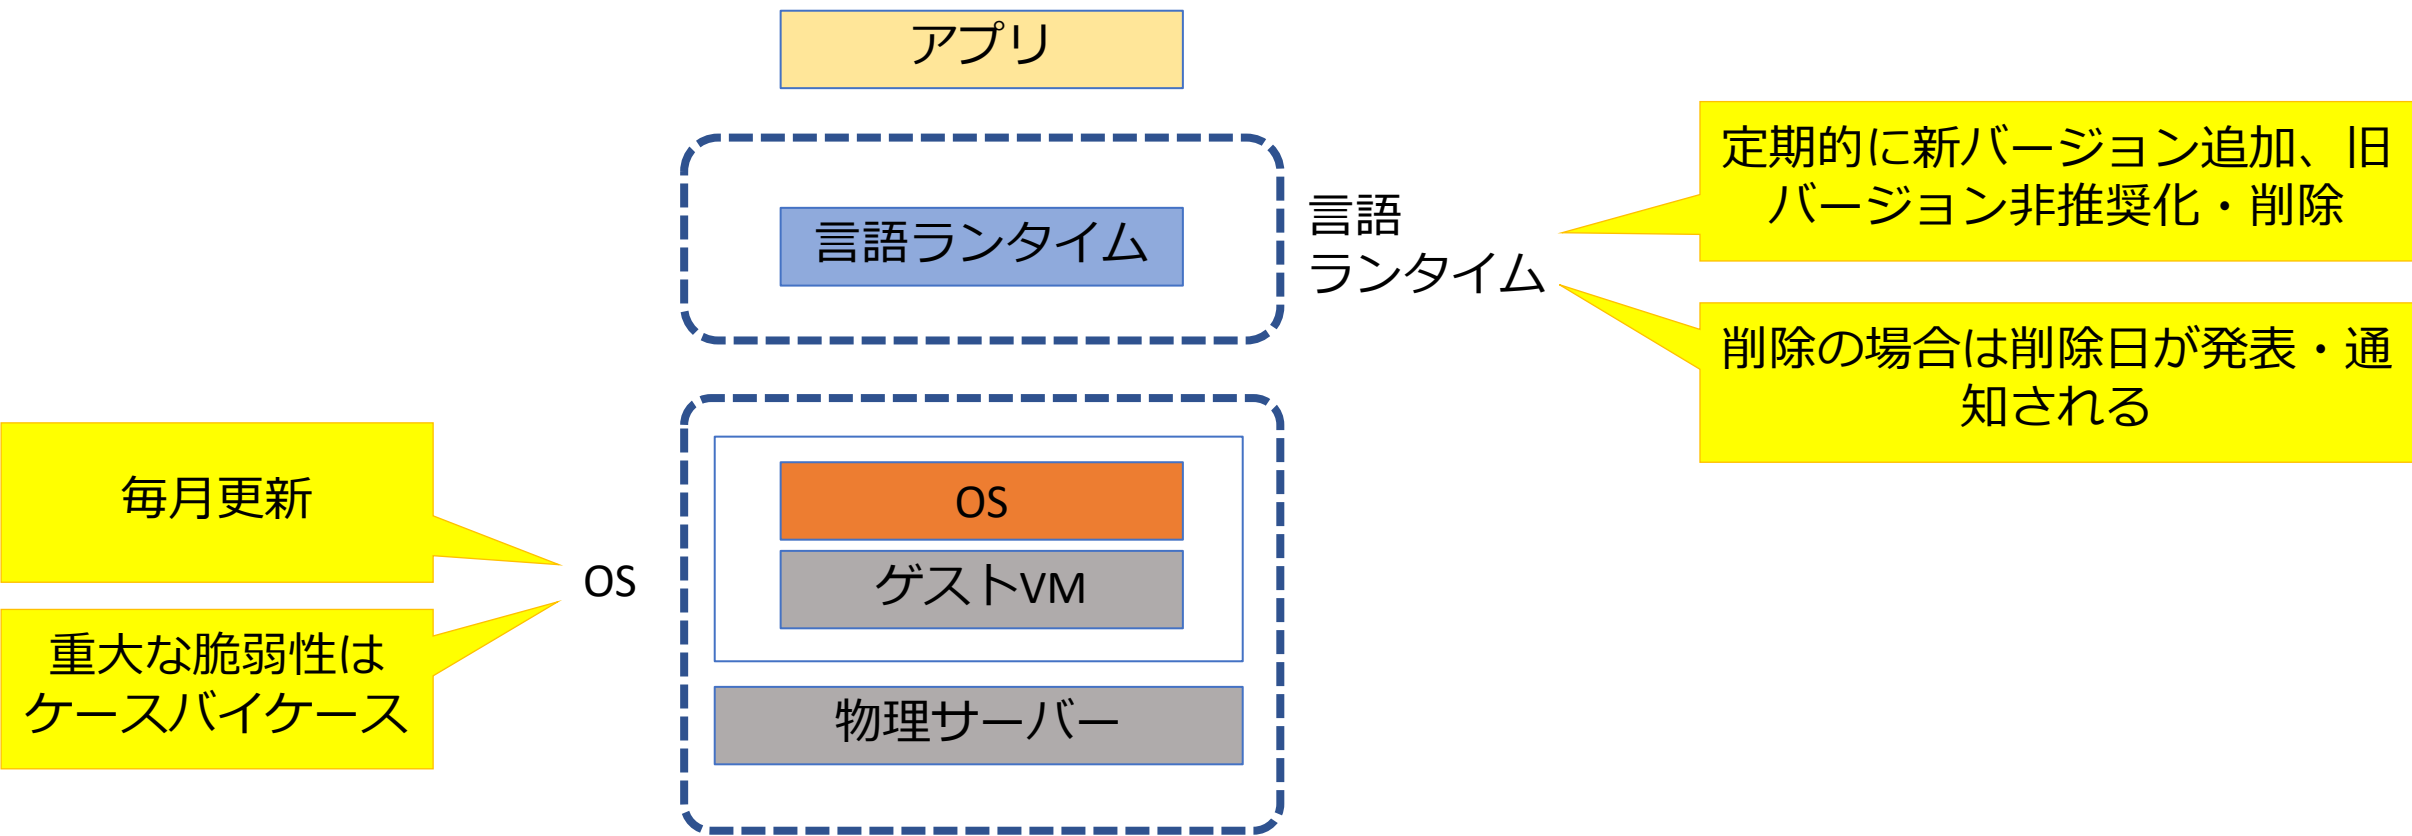 アプリ
言語ランタイム
言語
ランタイム
定期的に新バージョン追加、旧
バージョン非推奨化・削除
削除の場合は削除日が発表・通
知される
毎月更新
重大な脆弱性は
ケースバイケース
OS
OS
ゲストVM
物理サーバー